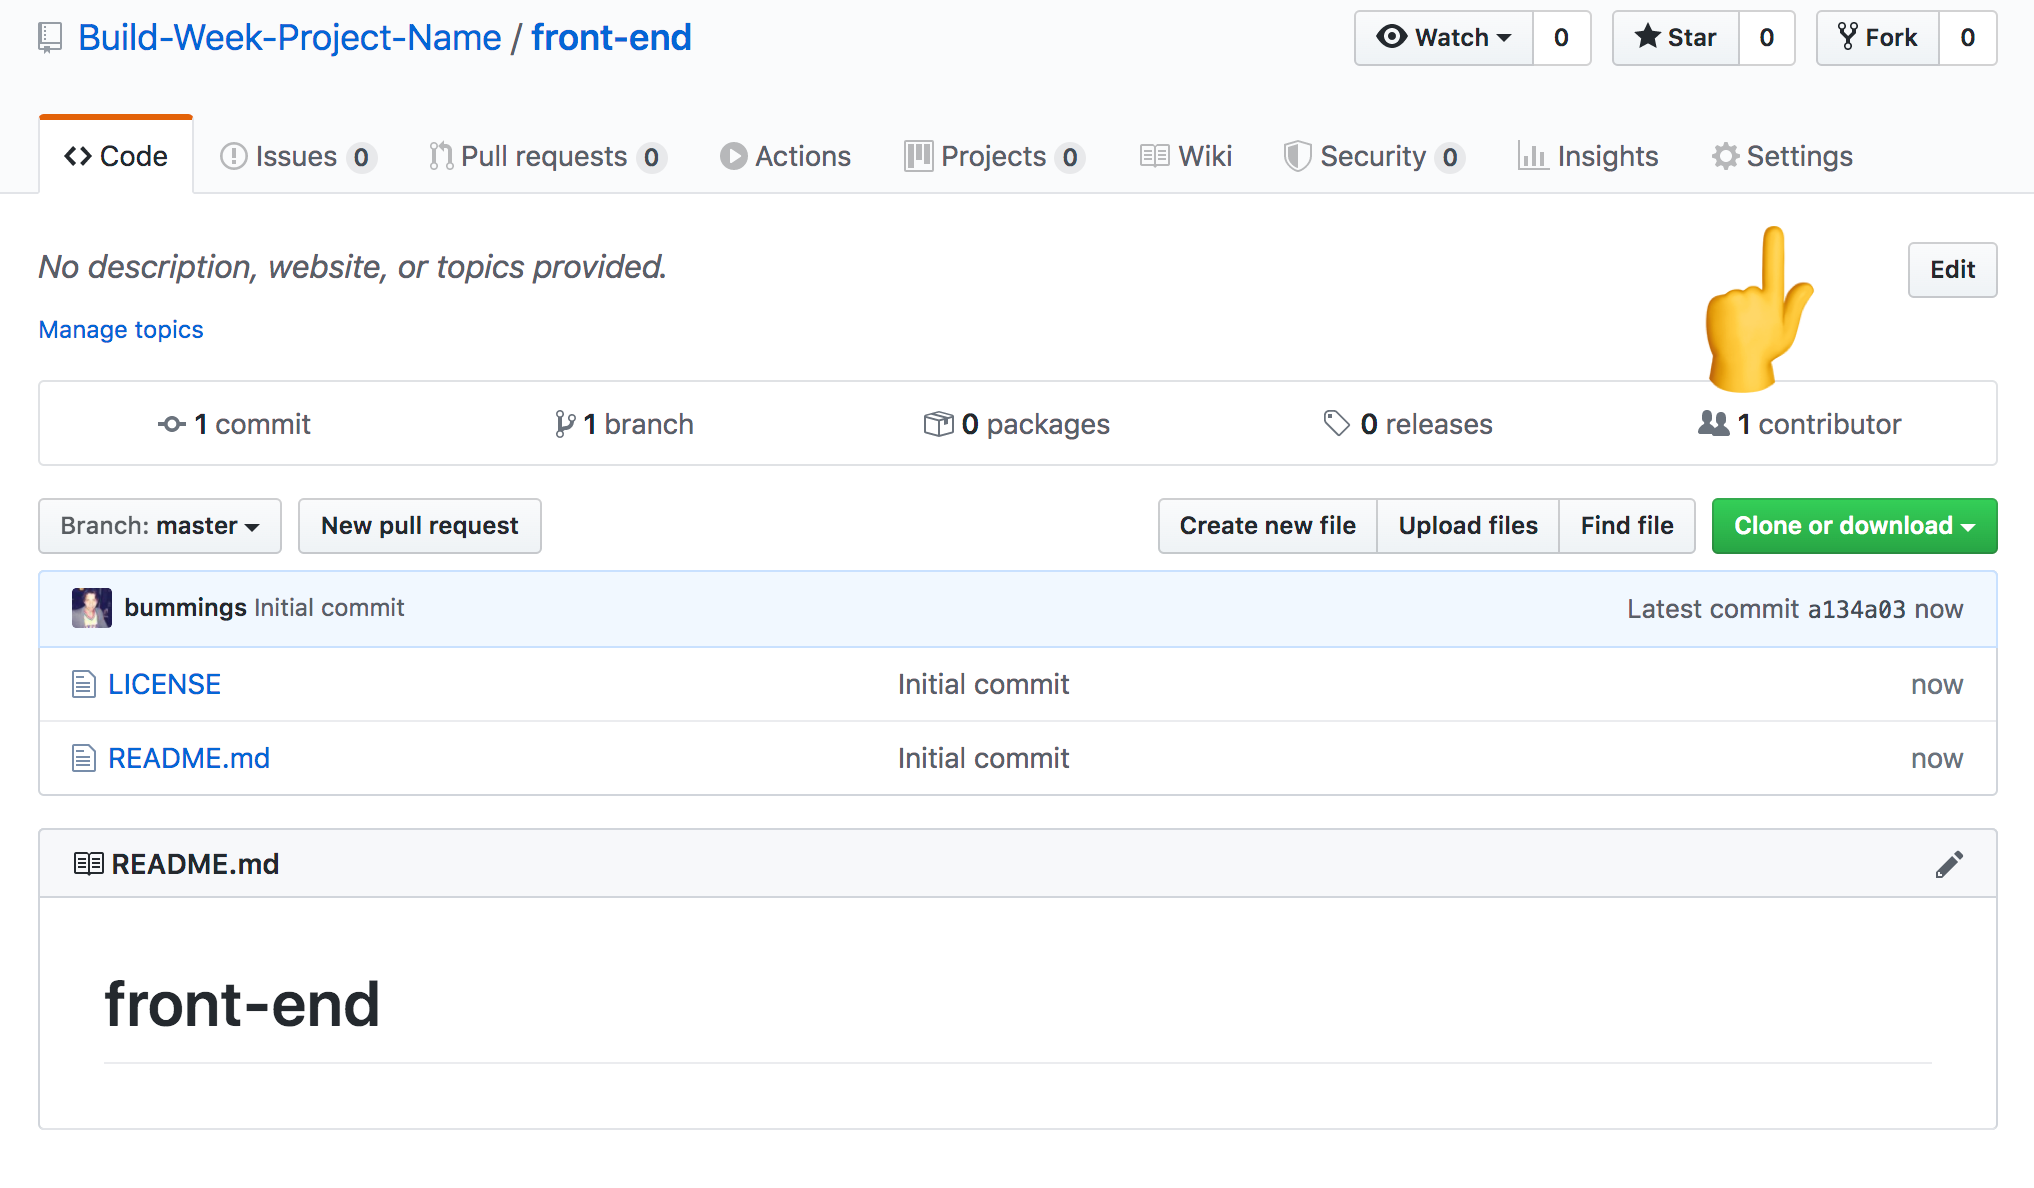 Build-Week-Project-Name / front-end
Watch 0 Star 0 Fork 0
Code Issues 0 Pull requests 0 Actions Projects 0 Wiki Security 0 Insights Settings
No description, website, or topics provided.
Edit
Manage topics
1 commit 1 branch 0 packages 0 releases 1 contributor
Branch: master New pull request Create new file Upload files Find file Clone or download
bummings Initial commit Latest commit a134a03 now
LICENSE Initial commit now
README.md Initial commit now
README.md
front-end